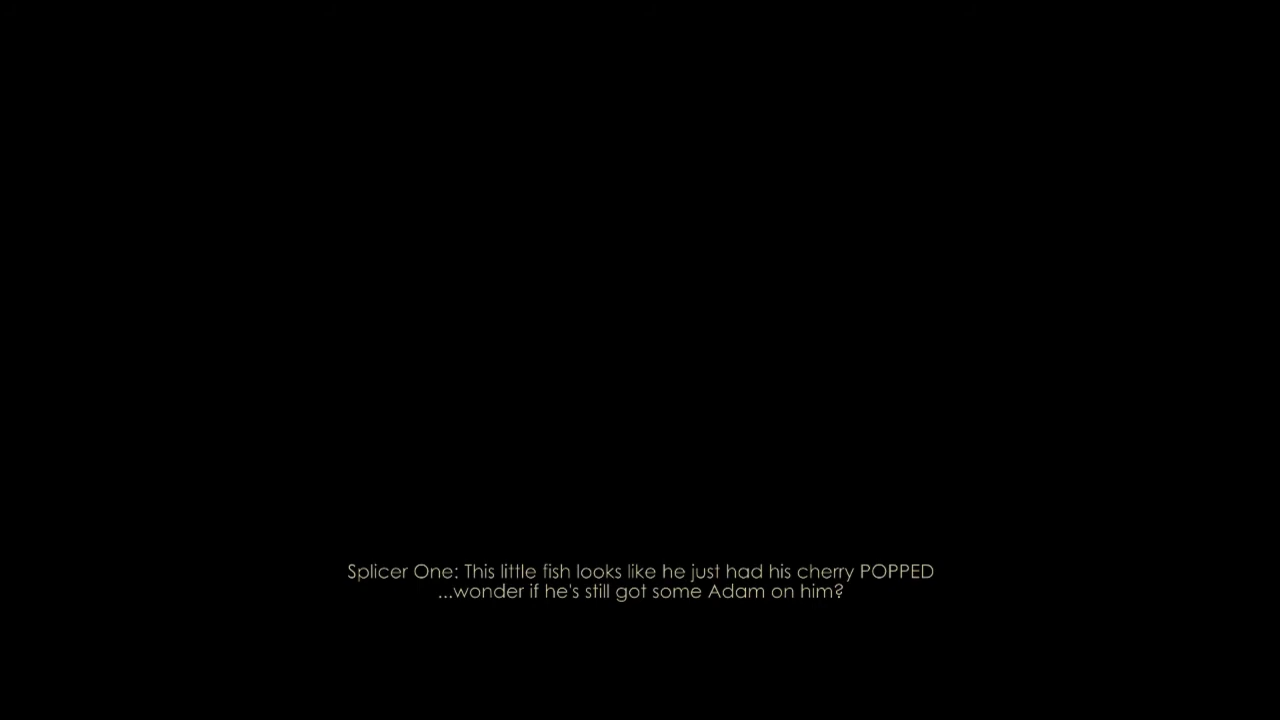 Splicer One: This little fish looks like he just had his cherry POPPED
...wonder if he's still got some Adam on him?